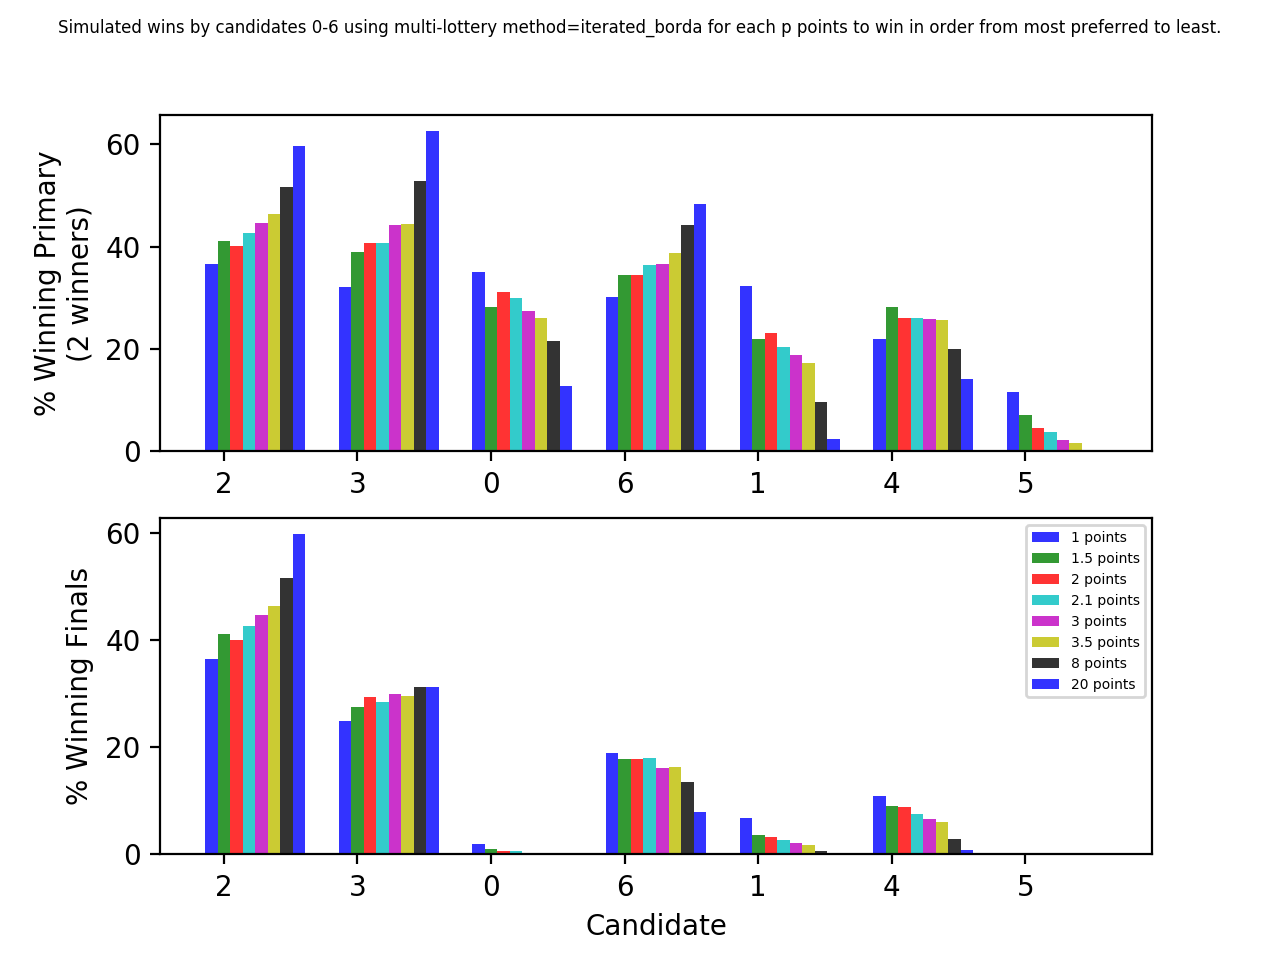 Simulated wins by candidates 0-6 using multi-lottery method=iterated_borda for each p points to win in order from most preferred to least.
% Winning Primary
(2 winners)
60
40
20
0
2 3 0 6 1 4 5
% Winning Finals
60
40
20
0
1 points
1.5 points
2 points
2.1 points
3 points
3.5 points
8 points
20 points
2 3 0 6 1 4 5
Candidate